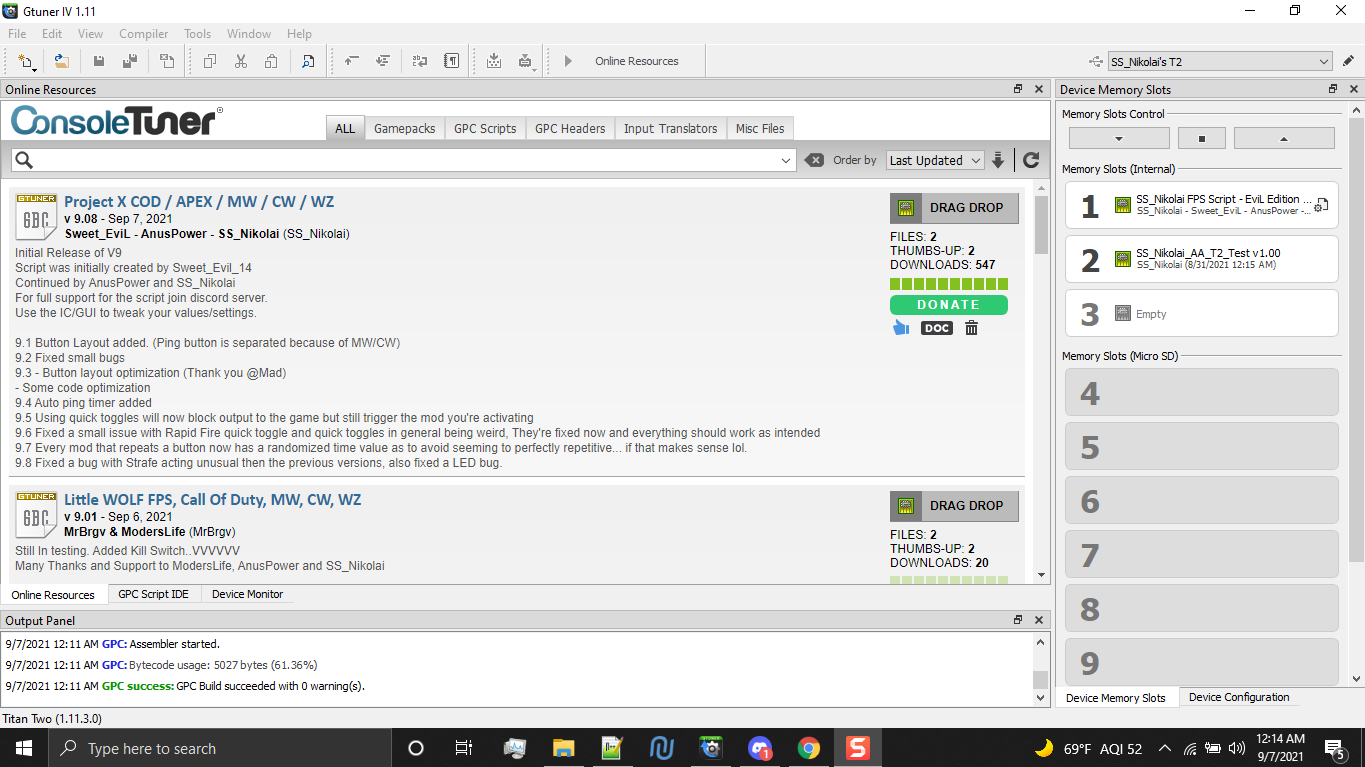 Gtuner IV 1.11
File Edit View Compiler Tools Window Help
Online Resources
SS_Nikolai's T2
Online Resources
ConsoleTuner
ALL Gamepacks GPC Scripts GPC Headers Input Translators Misc Files
Order by Last Updated
GTUNER
GBC
Project X COD / APEX / MW / CW / WZ
v 9.08 - Sep 7, 2021
Sweet_EviL - AnusPower - SS_Nikolai (SS_Nikolai)
Initial Release of V9
Script was initially created by Sweet_Evil_14
Continued by AnusPower and SS_Nikolai
For full support for the script join discord server.
Use the IC/GUI to tweak your values/settings.
9.1 Button Layout added. (Ping button is separated because of MW/CW)
9.2 Fixed small bugs
9.3 - Button layout optimization (Thank you @Mad)
- Some code optimization
9.4 Auto ping timer added
9.5 Using quick toggles will now block output to the game but still trigger the mod you're activating
9.6 Fixed a small issue with Rapid Fire quick toggle and quick toggles in general being weird, They're fixed now and everything should work as intended
9.7 Every mod that repeats a button now has a randomized time value as to avoid seeming to perfectly repetitive... if that makes sense lol.
9.8 Fixed a bug with Strafe acting unusual then the previous versions, also fixed a LED bug.
DRAG DROP
FILES: 2
THUMBS-UP: 2
DOWNLOADS: 547
DONATE
DOC
GTUNER
GBC
Little WOLF FPS, Call Of Duty, MW, CW, WZ
v 9.01 - Sep 6, 2021
MrBrgv & ModersLife (MrBrgv)
Still In testing. Added Kill Switch..VVVVVV
Many Thanks and Support to ModersLife, AnusPower and SS_Nikolai
DRAG DROP
FILES: 2
THUMBS-UP: 2
DOWNLOADS: 20
Online Resources GPC Script IDE Device Monitor
Output Panel
9/7/2021 12:11 AM GPC: Assembler started.
9/7/2021 12:11 AM GPC: Bytecode usage: 5027 bytes (61.36%)
9/7/2021 12:11 AM GPC success: GPC Build succeeded with 0 warning(s).
Titan Two (1.11.3.0)
Device Memory Slots
Memory Slots Control
Memory Slots (Internal)
1
SS_Nikolai FPS Script - EviL Edition ...
SS_Nikolai - Sweet_EviL - AnusPower -...
2
SS_Nikolai_AA_T2_Test v1.00
SS_Nikolai (8/31/2021 12:15 AM)
3
Empty
Memory Slots (Micro SD)
4
5
6
7
8
9
Device Memory Slots Device Configuration
Type here to search
69°F AQI 52
12:14 AM
9/7/2021
5
1